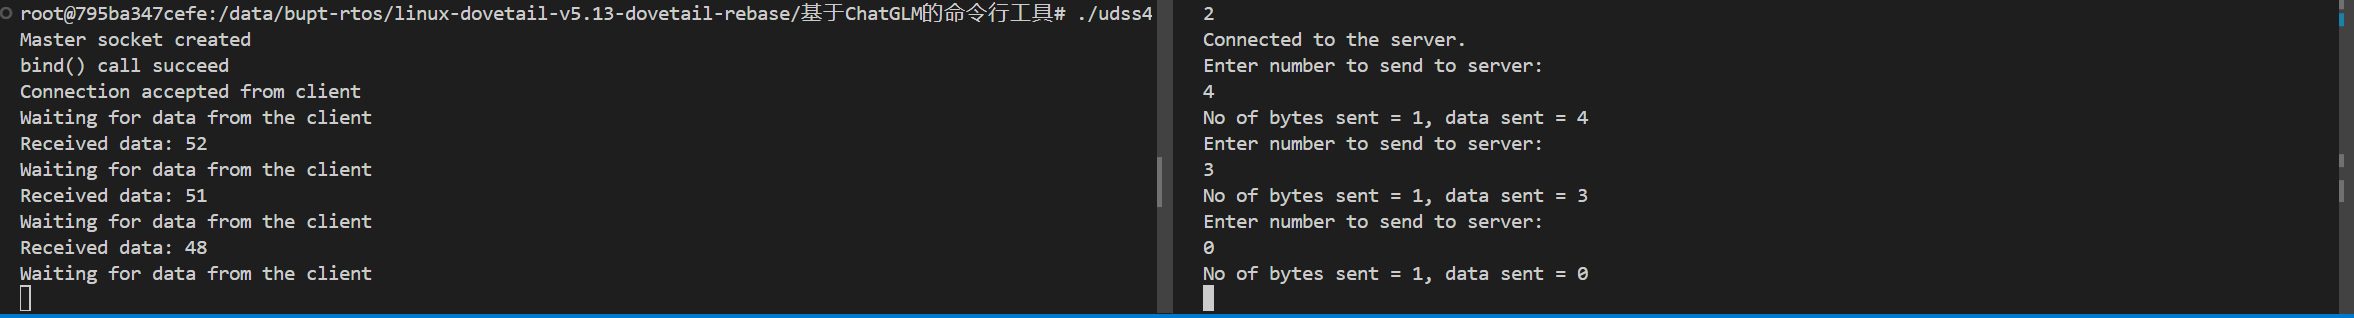 root@795ba347cefe:/data/bupt-rtos/linux-dovetail-v5.13-dovetail-rebase/基于ChatGLM的命令行工具# ./udss4
Master socket created
bind() call succeed
Connection accepted from client
Waiting for data from the client
Received data: 52
Waiting for data from the client
Received data: 51
Waiting for data from the client
Received data: 48
Waiting for data from the client
2
Connected to the server.
Enter number to send to server:
4
No of bytes sent = 1, data sent = 4
Enter number to send to server:
3
No of bytes sent = 1, data sent = 3
Enter number to send to server:
0
No of bytes sent = 1, data sent = 0